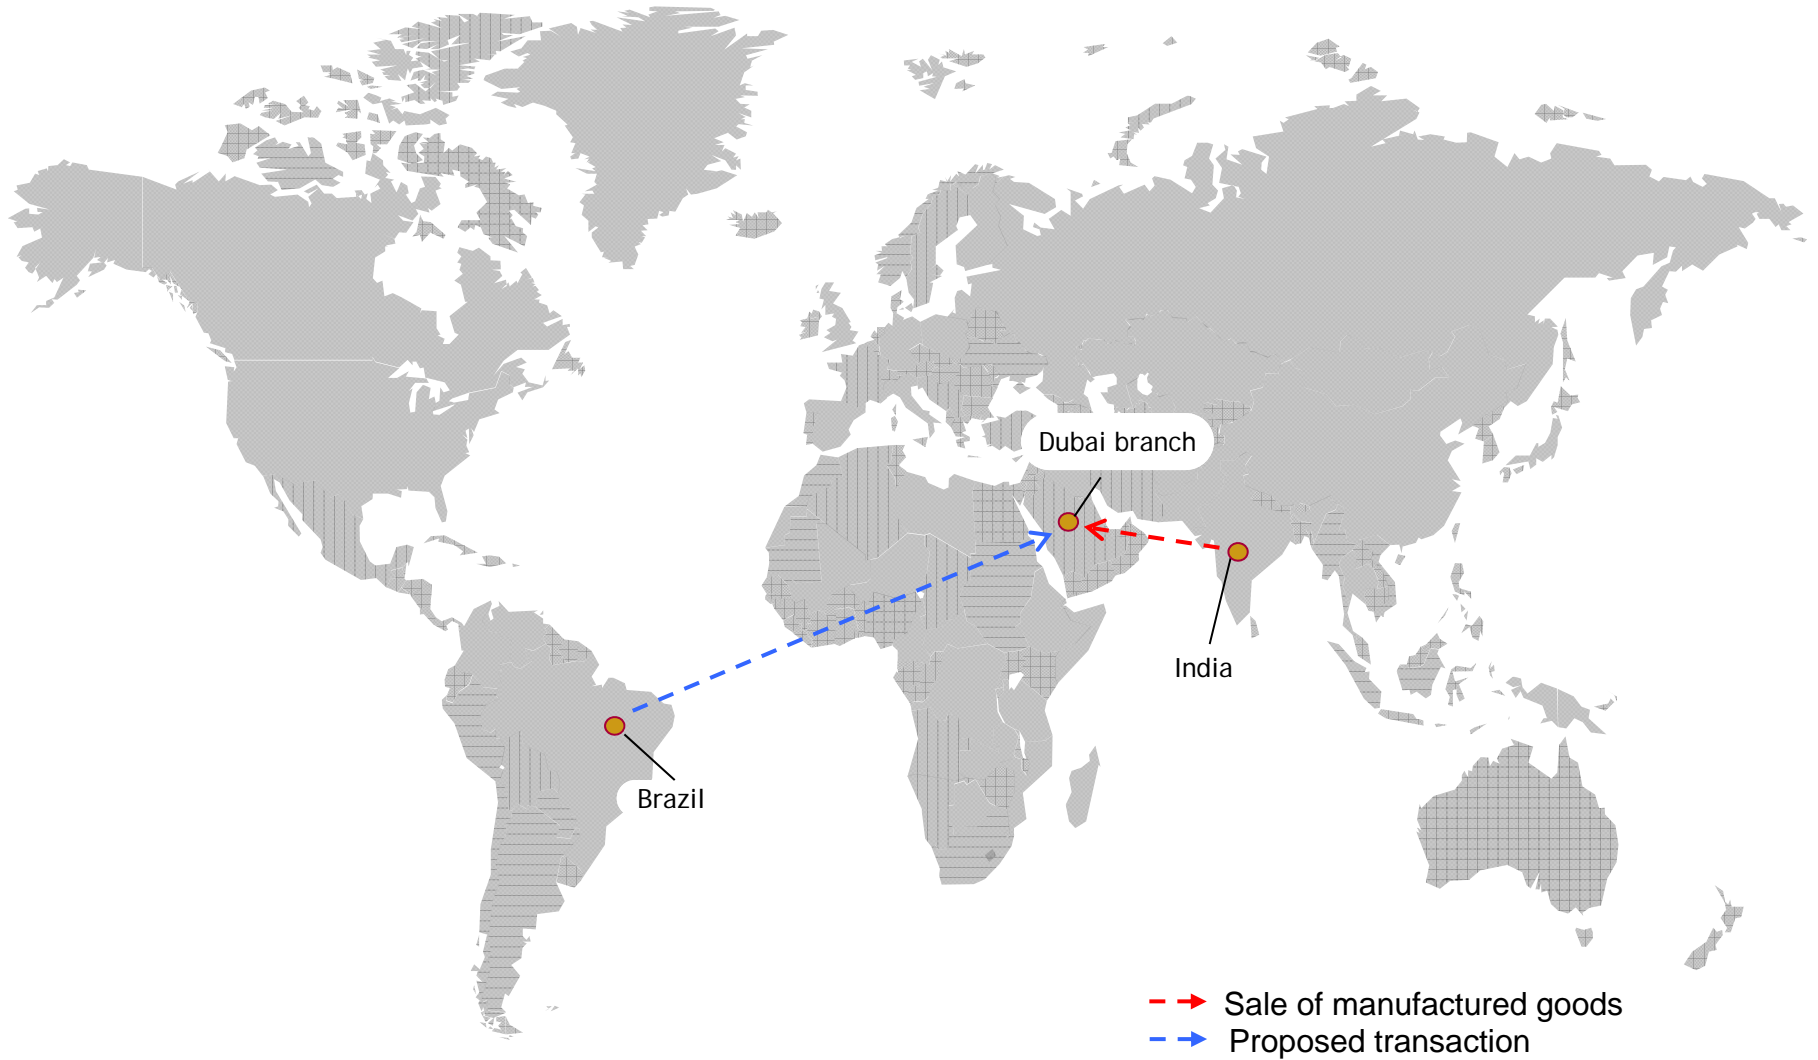 Dubai branch
India
Brazil
Sale of manufactured goods
Proposed transaction